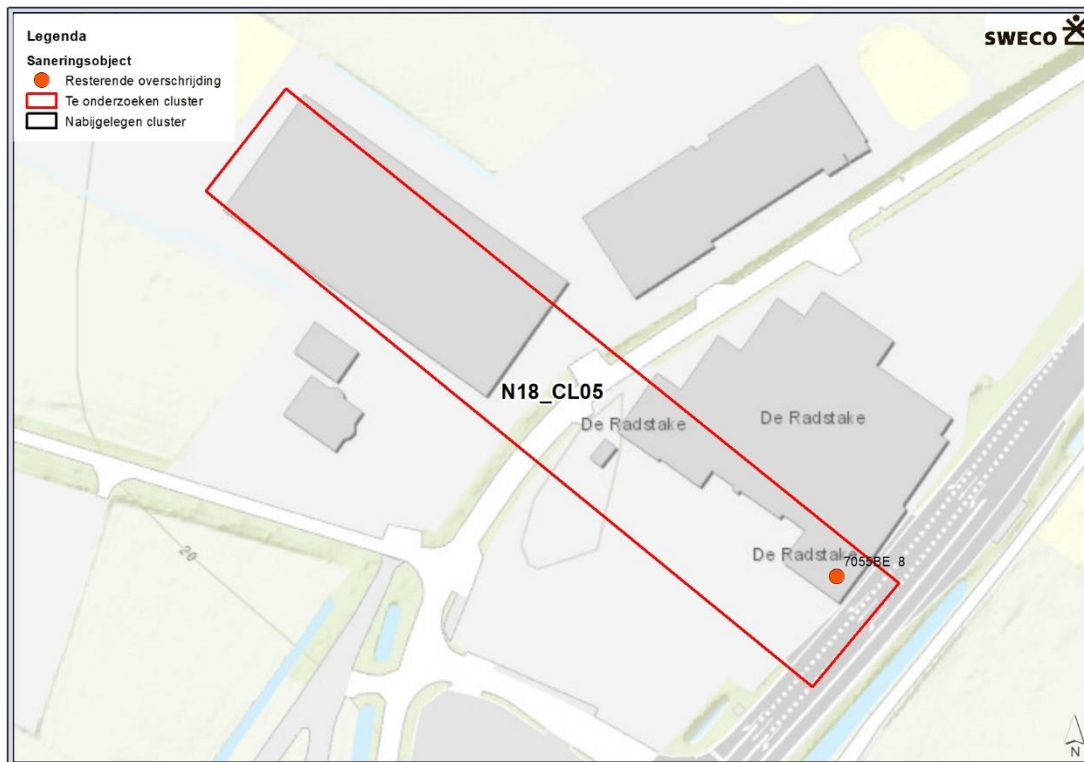 Legenda
Saneringsobject
Resterende overschrijding
Te onderzoeken cluster
Nabijgelegen cluster
SWECO
N18_CL05
De Radstake
De Radstake
De Radstake
7055BE 8
20
N